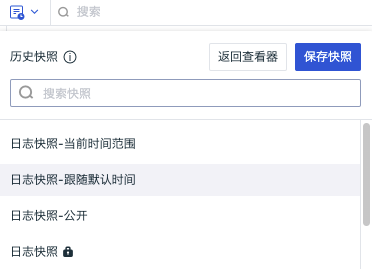 搜索
历史快照 返回查看器 保存快照
搜索快照
日志快照-当前时间范围
日志快照-跟随默认时间
日志快照-公开
日志快照